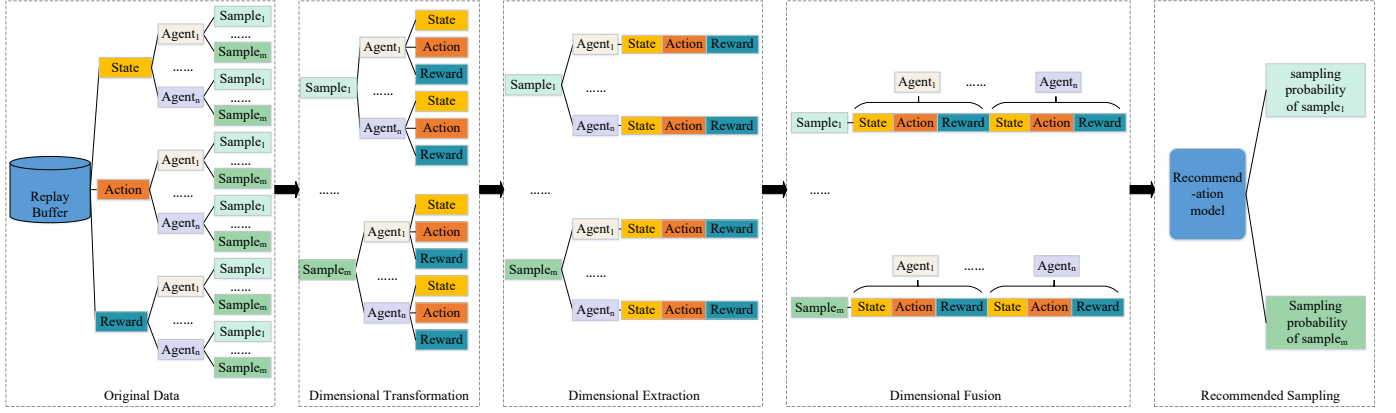 Replay
Buffer
State
Action
Reward
Agent₁
......
Agentₙ
Agent₁
......
Agentₙ
Agent₁
......
Agentₙ
Sample₁
......
Sampleₘ
Sample₁
......
Sampleₘ
Sample₁
......
Sampleₘ
Sample₁
......
Sampleₘ
Sample₁
......
Sampleₘ
Sample₁
......
Sampleₘ
Original Data
Sample₁
......
Sampleₘ
Agent₁
......
Agentₙ
Agent₁
......
Agentₙ
State
Action
Reward
State
Action
Reward
State
Action
Reward
State
Action
Reward
Dimensional Transformation
Sample₁
......
Sampleₘ
Agent₁ State Action Reward
......
Agentₙ State Action Reward
Agent₁ State Action Reward
......
Agentₙ State Action Reward
Dimensional Extraction
Agent₁ ...... Agentₙ
Sample₁ State Action Reward State Action Reward
......
Agent₁ ...... Agentₙ
Sampleₘ State Action Reward State Action Reward
Dimensional Fusion
Recommend
-ation
model
sampling
probability
of sample₁
Sampling
probability
of sampleₘ
Recommended Sampling